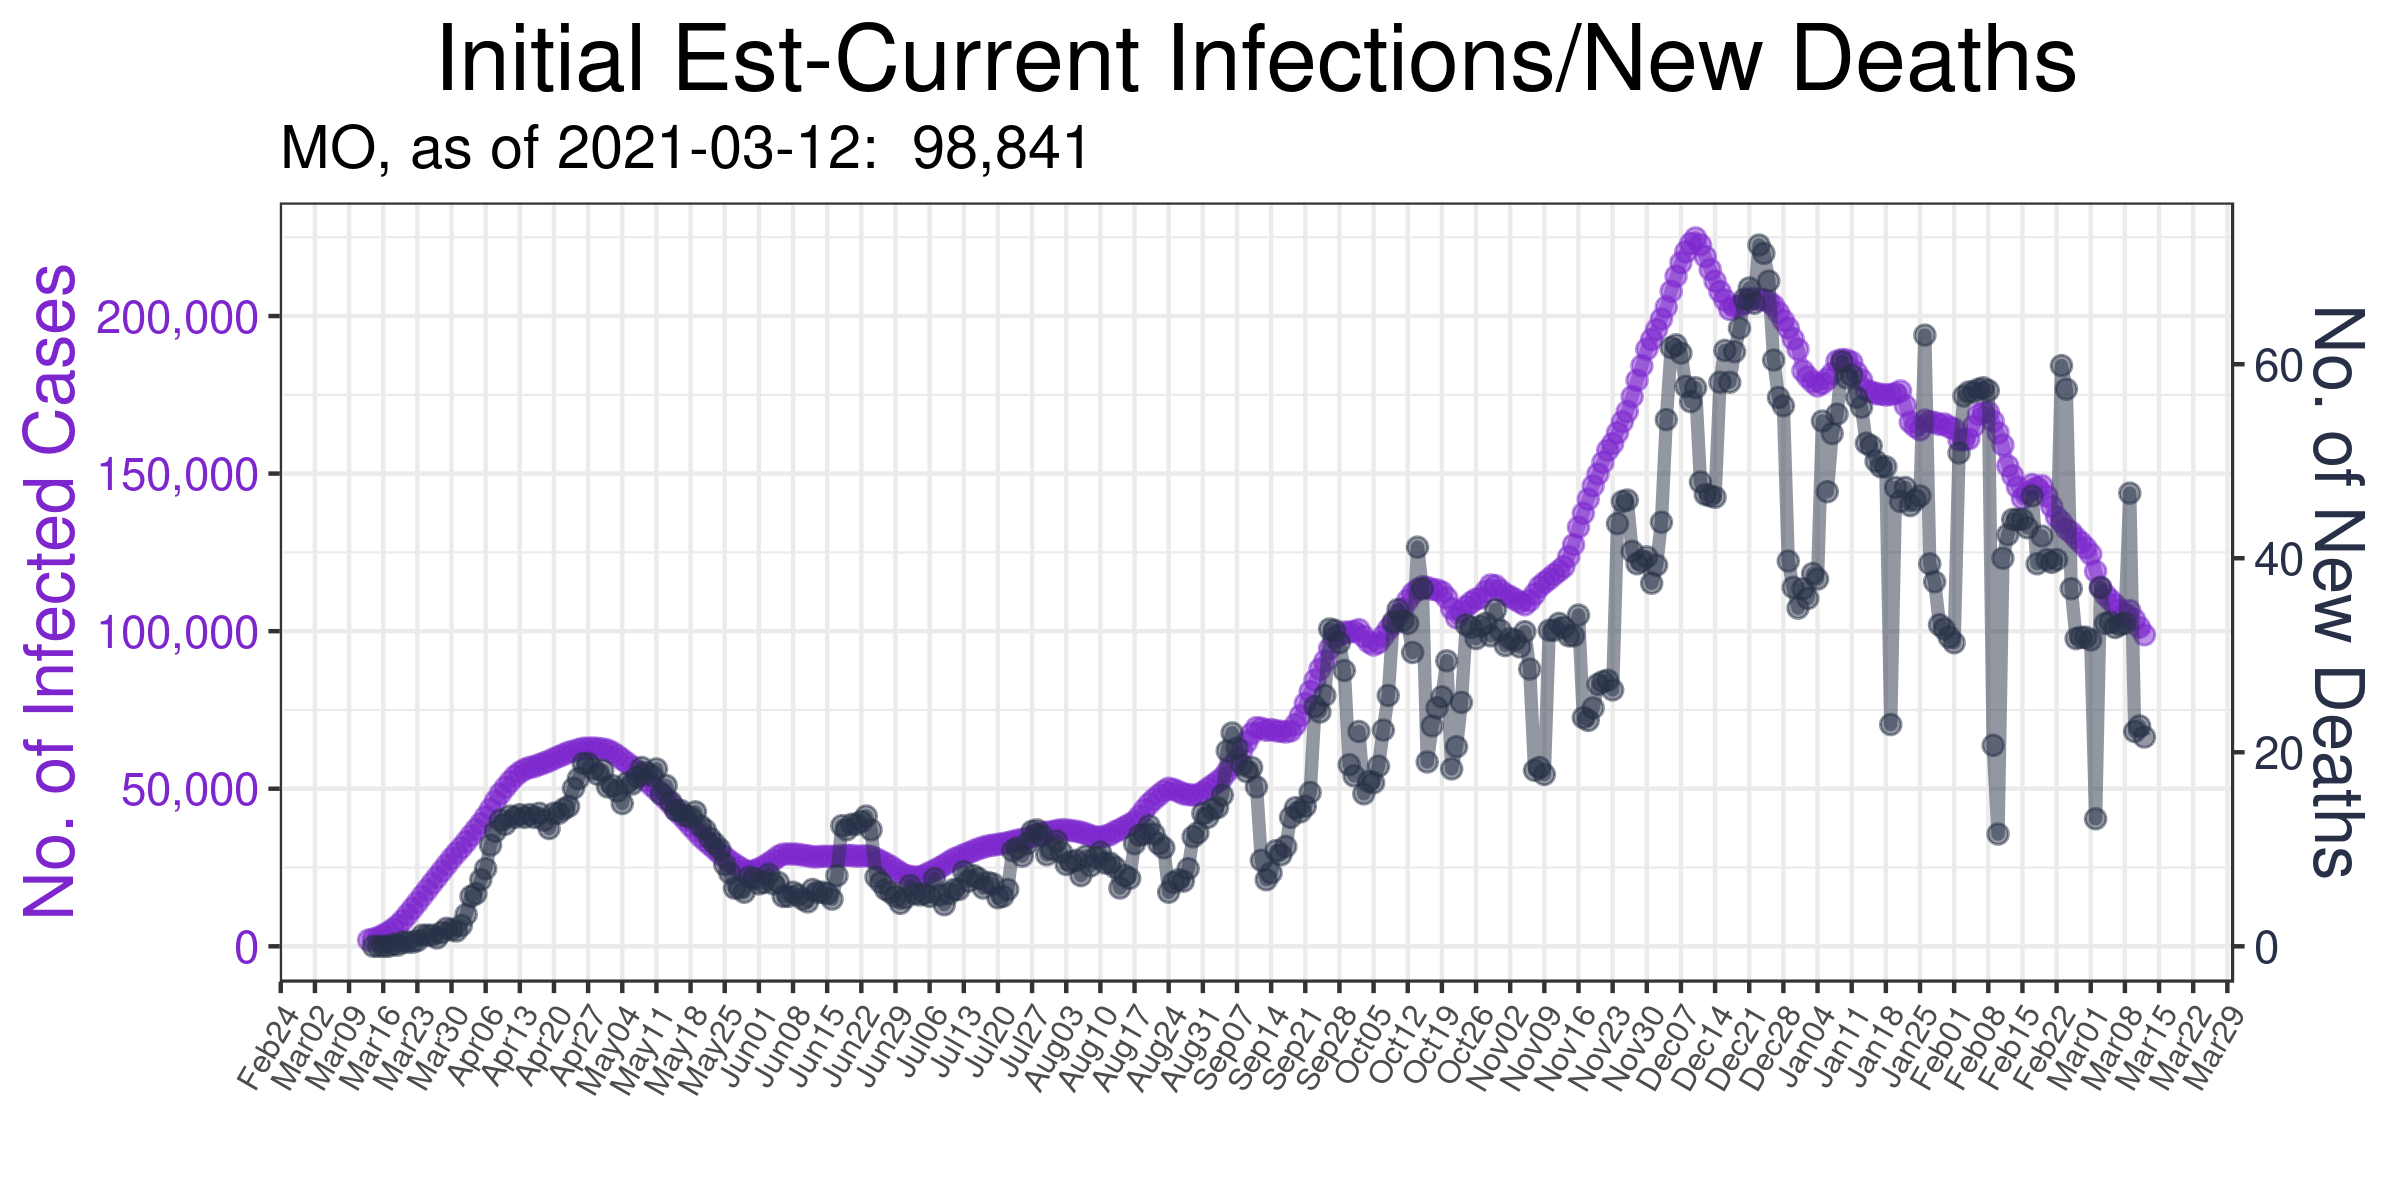 Initial Est-Current Infections/New Deaths
MO, as of 2021-03-12:  98,841
No. of Infected Cases
200,000
150,000
100,000
50,000
0
60
40
20
0
No. of New Deaths
Feb24
Mar02
Mar09
Mar16
Mar23
Mar30
Apr06
Apr13
Apr20
Apr27
May04
May11
May18
May25
Jun01
Jun08
Jun15
Jun22
Jun29
Jul06
Jul13
Jul20
Jul27
Aug03
Aug10
Aug17
Aug24
Aug31
Sep07
Sep14
Sep21
Sep28
Oct05
Oct12
Oct19
Oct26
Nov02
Nov09
Nov16
Nov23
Nov30
Dec07
Dec14
Dec21
Dec28
Jan04
Jan11
Jan18
Jan25
Feb01
Feb08
Feb15
Feb22
Mar01
Mar08
Mar15
Mar22
Mar29